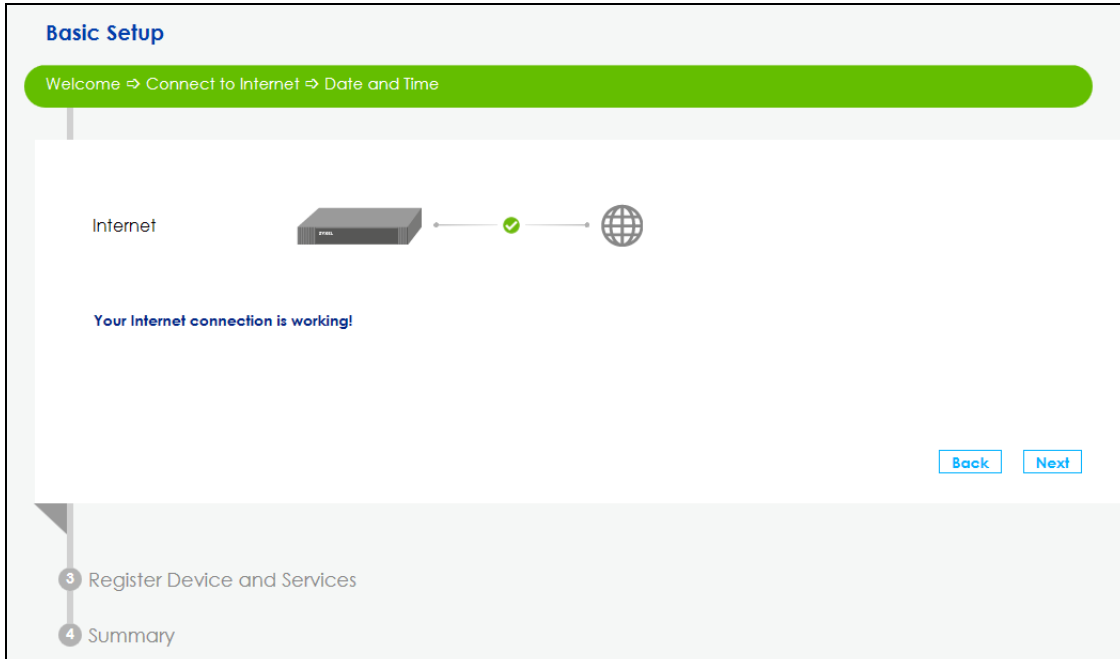 Basic Setup
Welcome ⇨ Connect to Internet ⇨ Date and Time
Internet
ZYXEL
Your Internet connection is working!
Back Next
3 Register Device and Services
4 Summary